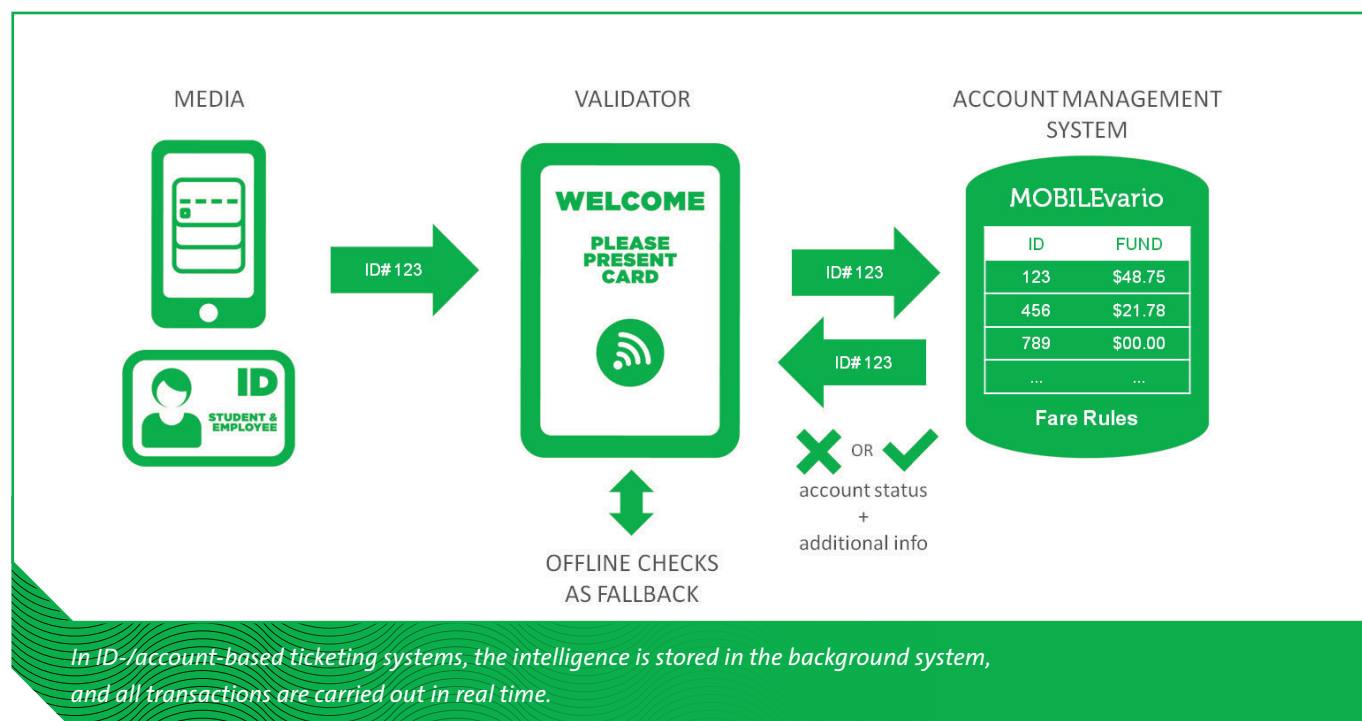 MEDIA
VALIDATOR
ACCOUNT MANAGEMENT
SYSTEM
ID
STUDENT &
EMPLOYEE
ID# 123
WELCOME
PLEASE
PRESENT
CARD
OFFLINE CHECKS
AS FALLBACK
ID# 123
ID# 123
OR
account status
+
additional info
MOBILEvario
ID FUND
123 $48.75
456 $21.78
789 $00.00
... ...
Fare Rules
In ID-/account-based ticketing systems, the intelligence is stored in the background system,
and all transactions are carried out in real time.